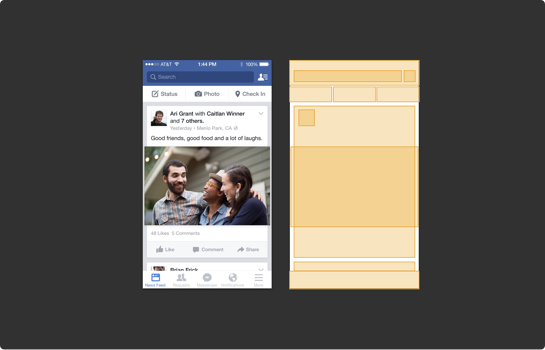 AT&T 1:44 PM 100%
Search
Status Photo Check In
Ari Grant with Caitlan Winner
and 7 others.
Yesterday • Menlo Park, CA
Good friends, good food and a lot of laughs.
48 Likes 6 Comments
Like Comment Share
Brian Frick
News Feed Requests Messenger Notifications More